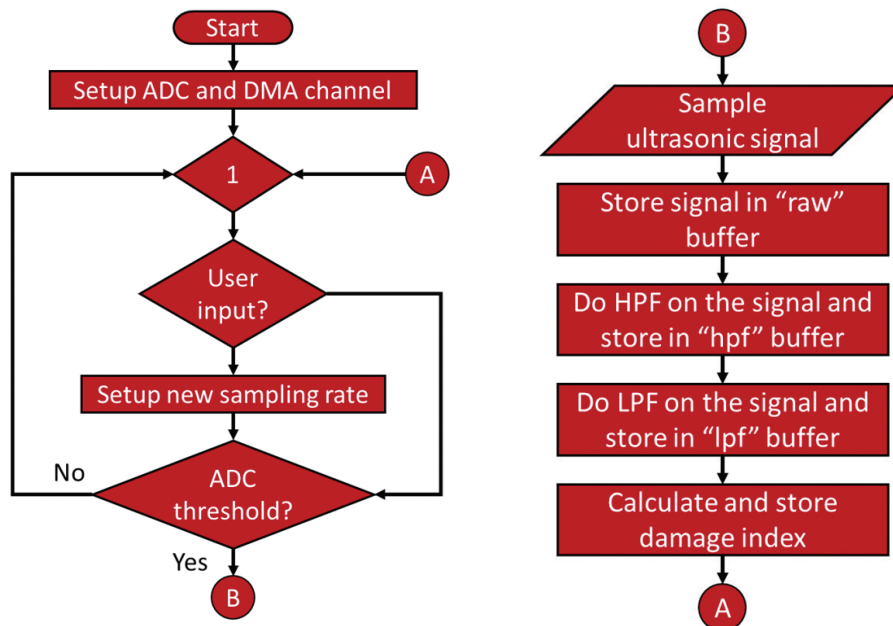 Start
Setup ADC and DMA channel
1
A
User
input?
Setup new sampling rate
No
ADC
threshold?
Yes
B
B
Sample
ultrasonic signal
Store signal in “raw”
buffer
Do HPF on the signal and
store in “hpf” buffer
Do LPF on the signal and
store in “lpf” buffer
Calculate and store
damage index
A